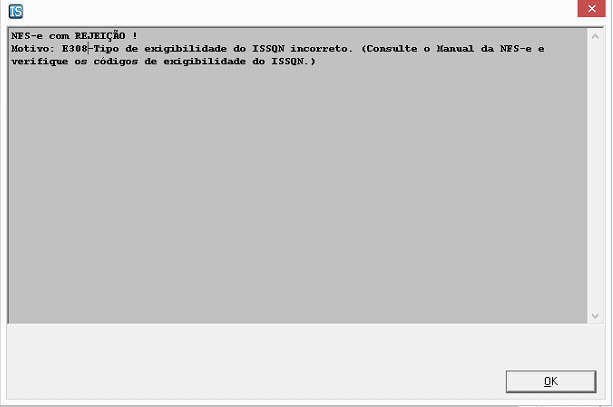 IS
NFS-e com REJEIÇÃO !
Motivo: E308-Tipo de exigibilidade do ISSQN incorreto. (Consulte o Manual da NFS-e e
verifique os códigos de exigibilidade do ISSQN.)
OK